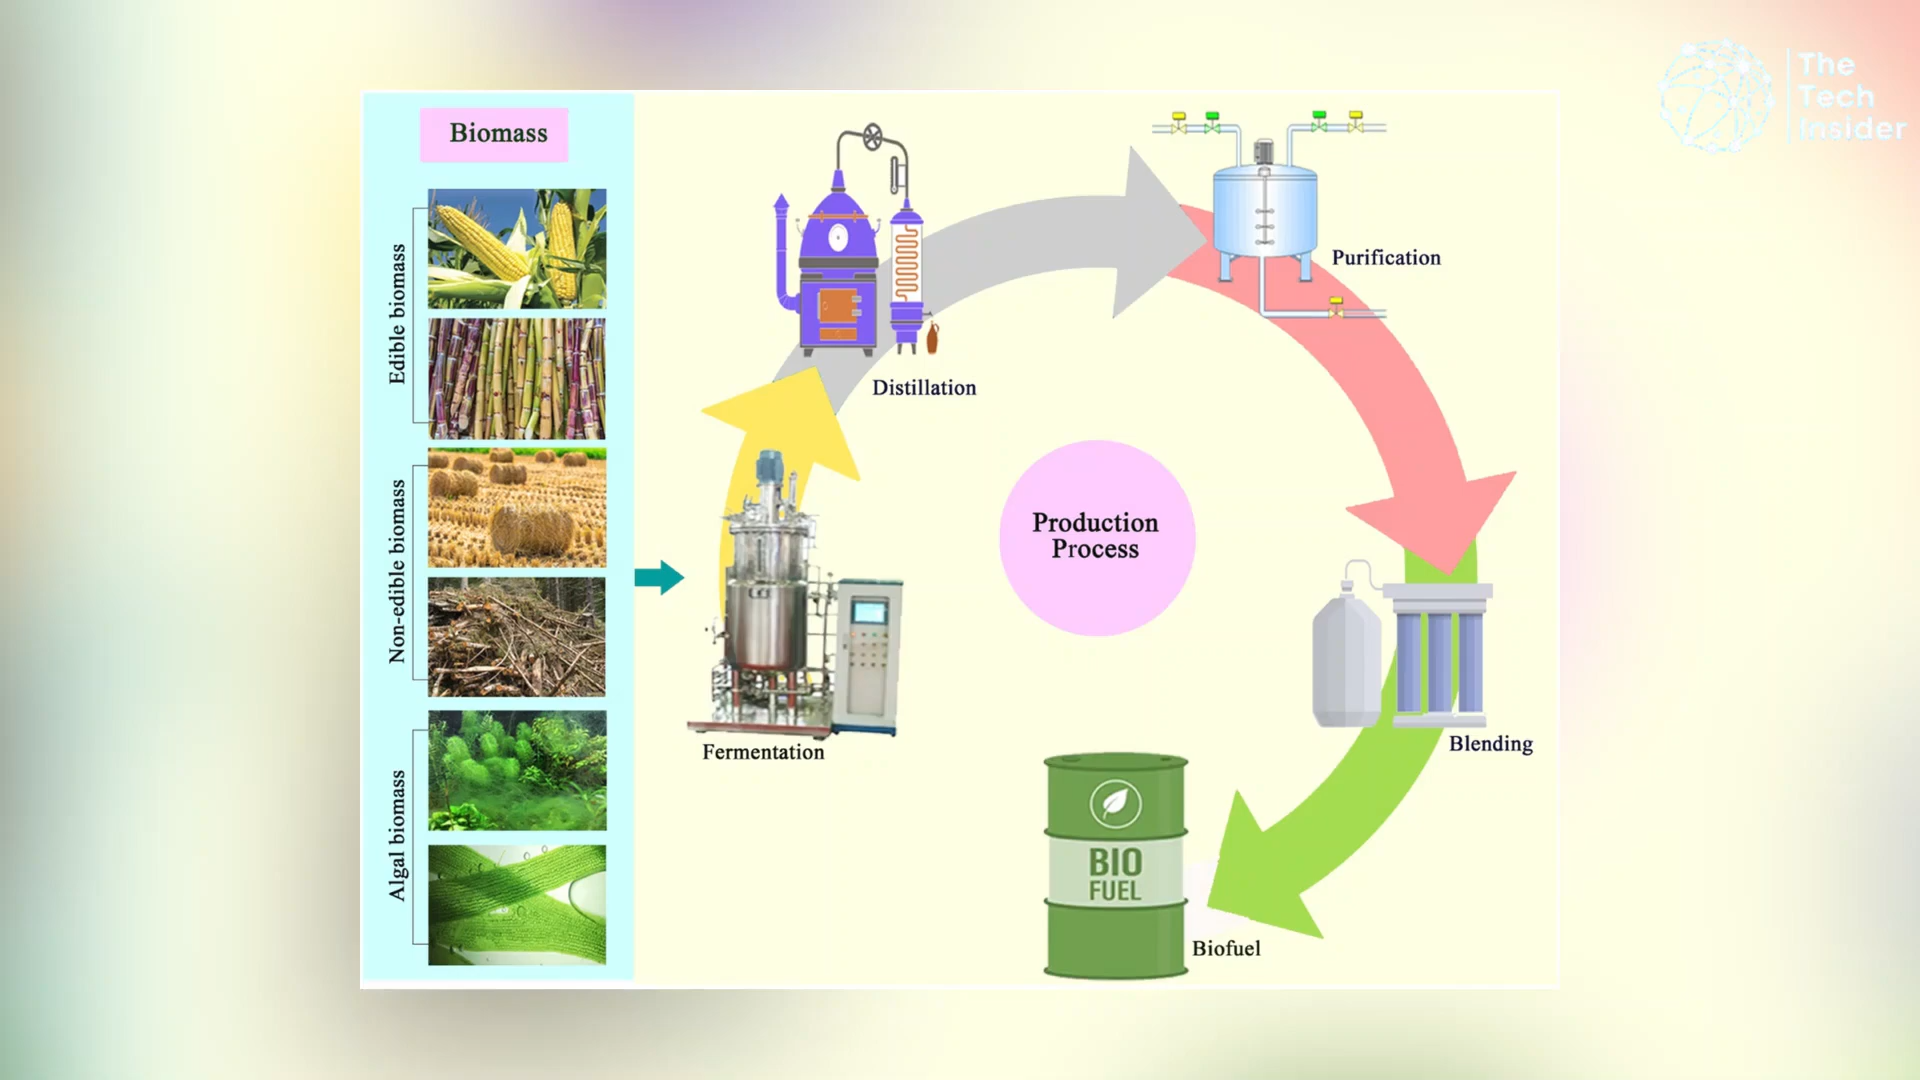 The
Tech
Insider
Biomass
Edible biomass
Non-edible biomass
Algal biomass
Distillation
Purification
Production
Process
Fermentation
Blending
BIO
FUEL
Biofuel